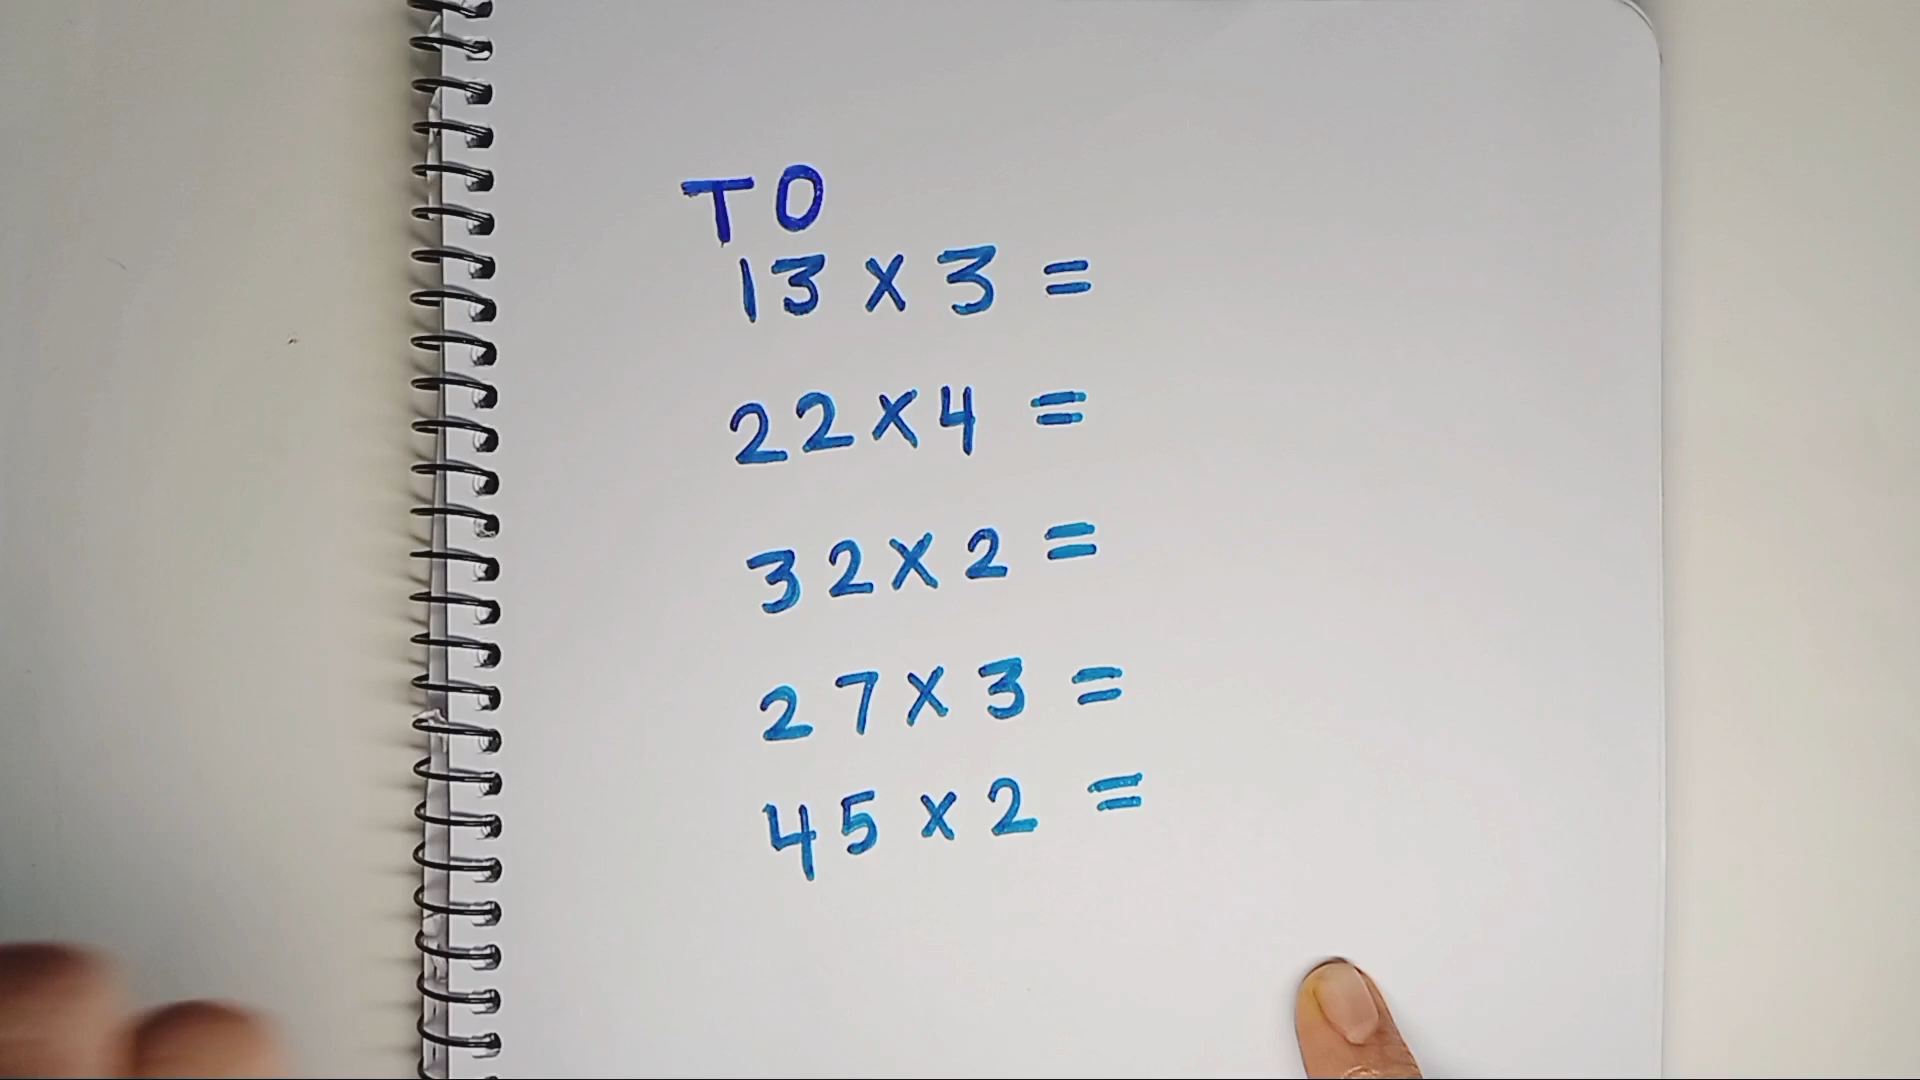 TO
13 x 3 =
22 x 4 =
32 x 2 =
27 x 3 =
45 x 2 =